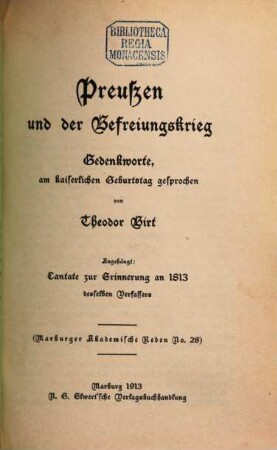 BIBLIOTHECA
REGIA
MONACENSIS
Preußen
und der Befreiungskrieg
Gedenkworte,
am kaiserlichen Geburtstag gesprochen
von
Theodor Birt
Angehängt:
Cantate zur Erinnerung an 1813
desselben Verfassers
(Marburger Akademische Reden No. 28)
Marburg 1913
N. G. Elwert'sche Verlagsbuchhandlung